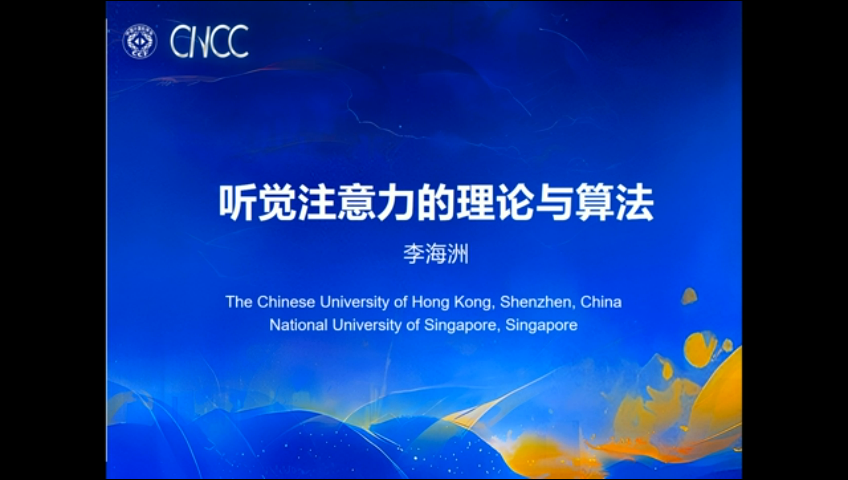 CCF
CNCC
听觉注意力的理论与算法
李海洲
The Chinese University of Hong Kong, Shenzhen, China
National University of Singapore, Singapore